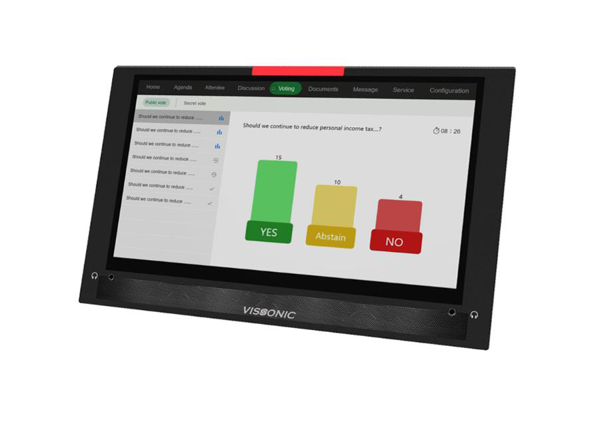 Home Agenda Attendee Discussion Voting Documents Message Service Configuration
Public vote Secret vote
Should we continue to reduce ......
Should we continue to reduce ......
Should we continue to reduce ......
Should we continue to reduce ......
Should we continue to reduce ......
Should we continue to reduce ......
Should we continue to reduce ......
Should we continue to reduce personal income tax....?
08 : 26
15
10
4
YES
Abstain
NO
VISSONIC